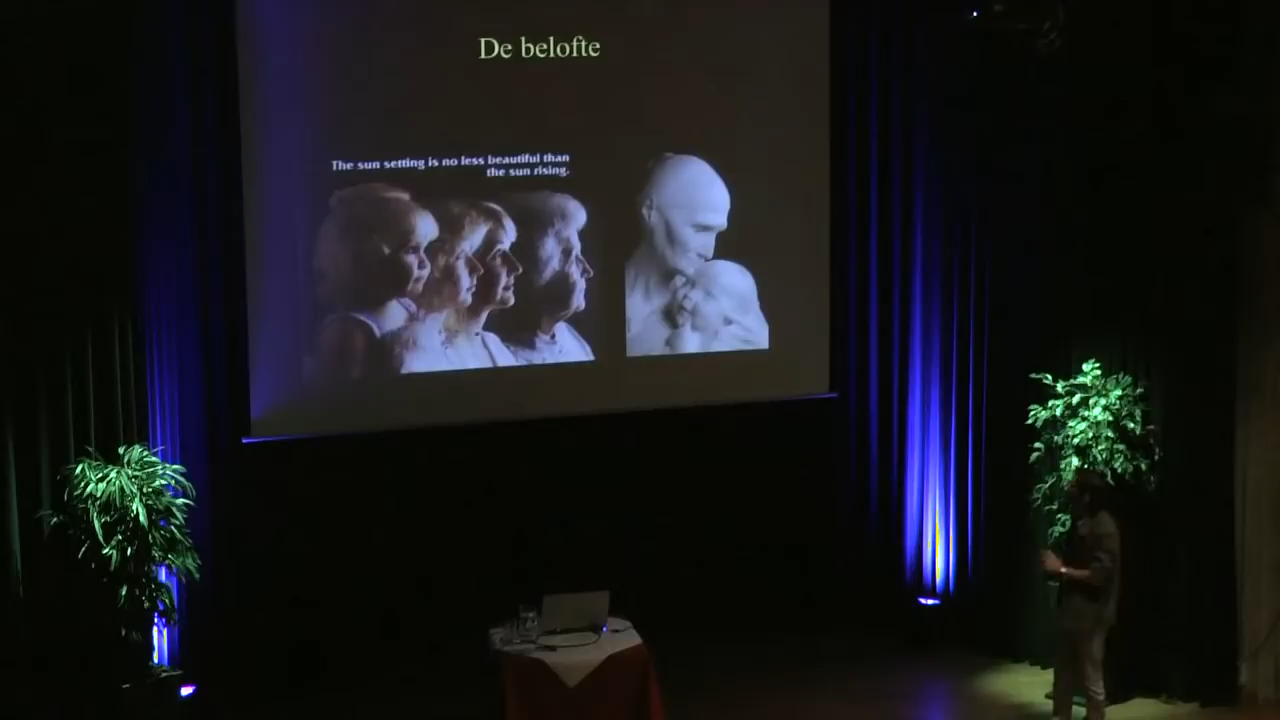 De belofte
The sun setting is no less beautiful than
the sun rising.